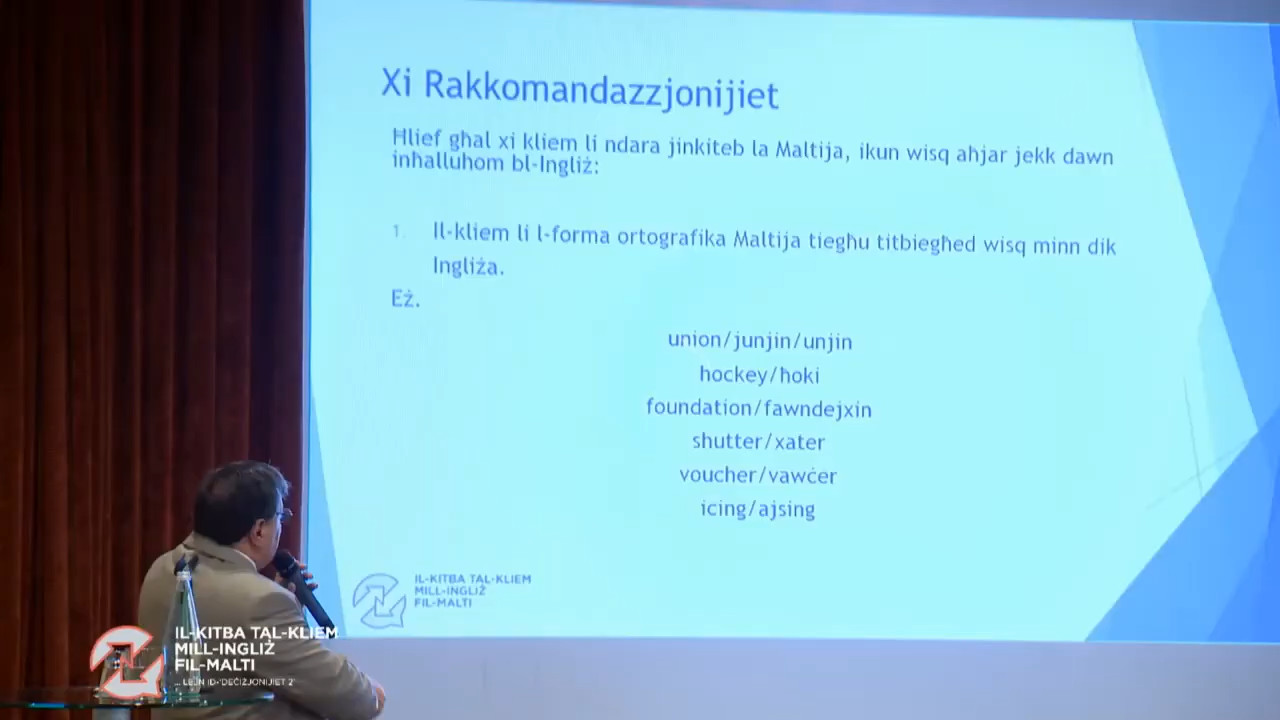 Xi Rakkomandazzjonijiet
Ħlief għal xi kliem li ndara jinkiteb la Maltija, ikun wisq aħjar jekk dawn
inħalluhom bl-Ingliż:
1. Il-kliem li l-forma ortografika Maltija tiegħu titbiegħed wisq minn dik
Ingliża.
Eż.
union/junjin/unjin
hockey/ħoki
foundation/fawndejxin
shutter/xater
voucher/vawċer
icing/ajsing
IL-KITBA TAL-KLIEM
MILL-INGLIŻ
FIL-MALTI
IL-KITBA TAL-KLIEM
MILL-INGLIŻ
FIL-MALTI
... LEJN ID-'DEĊIŻJONIJIET 2'